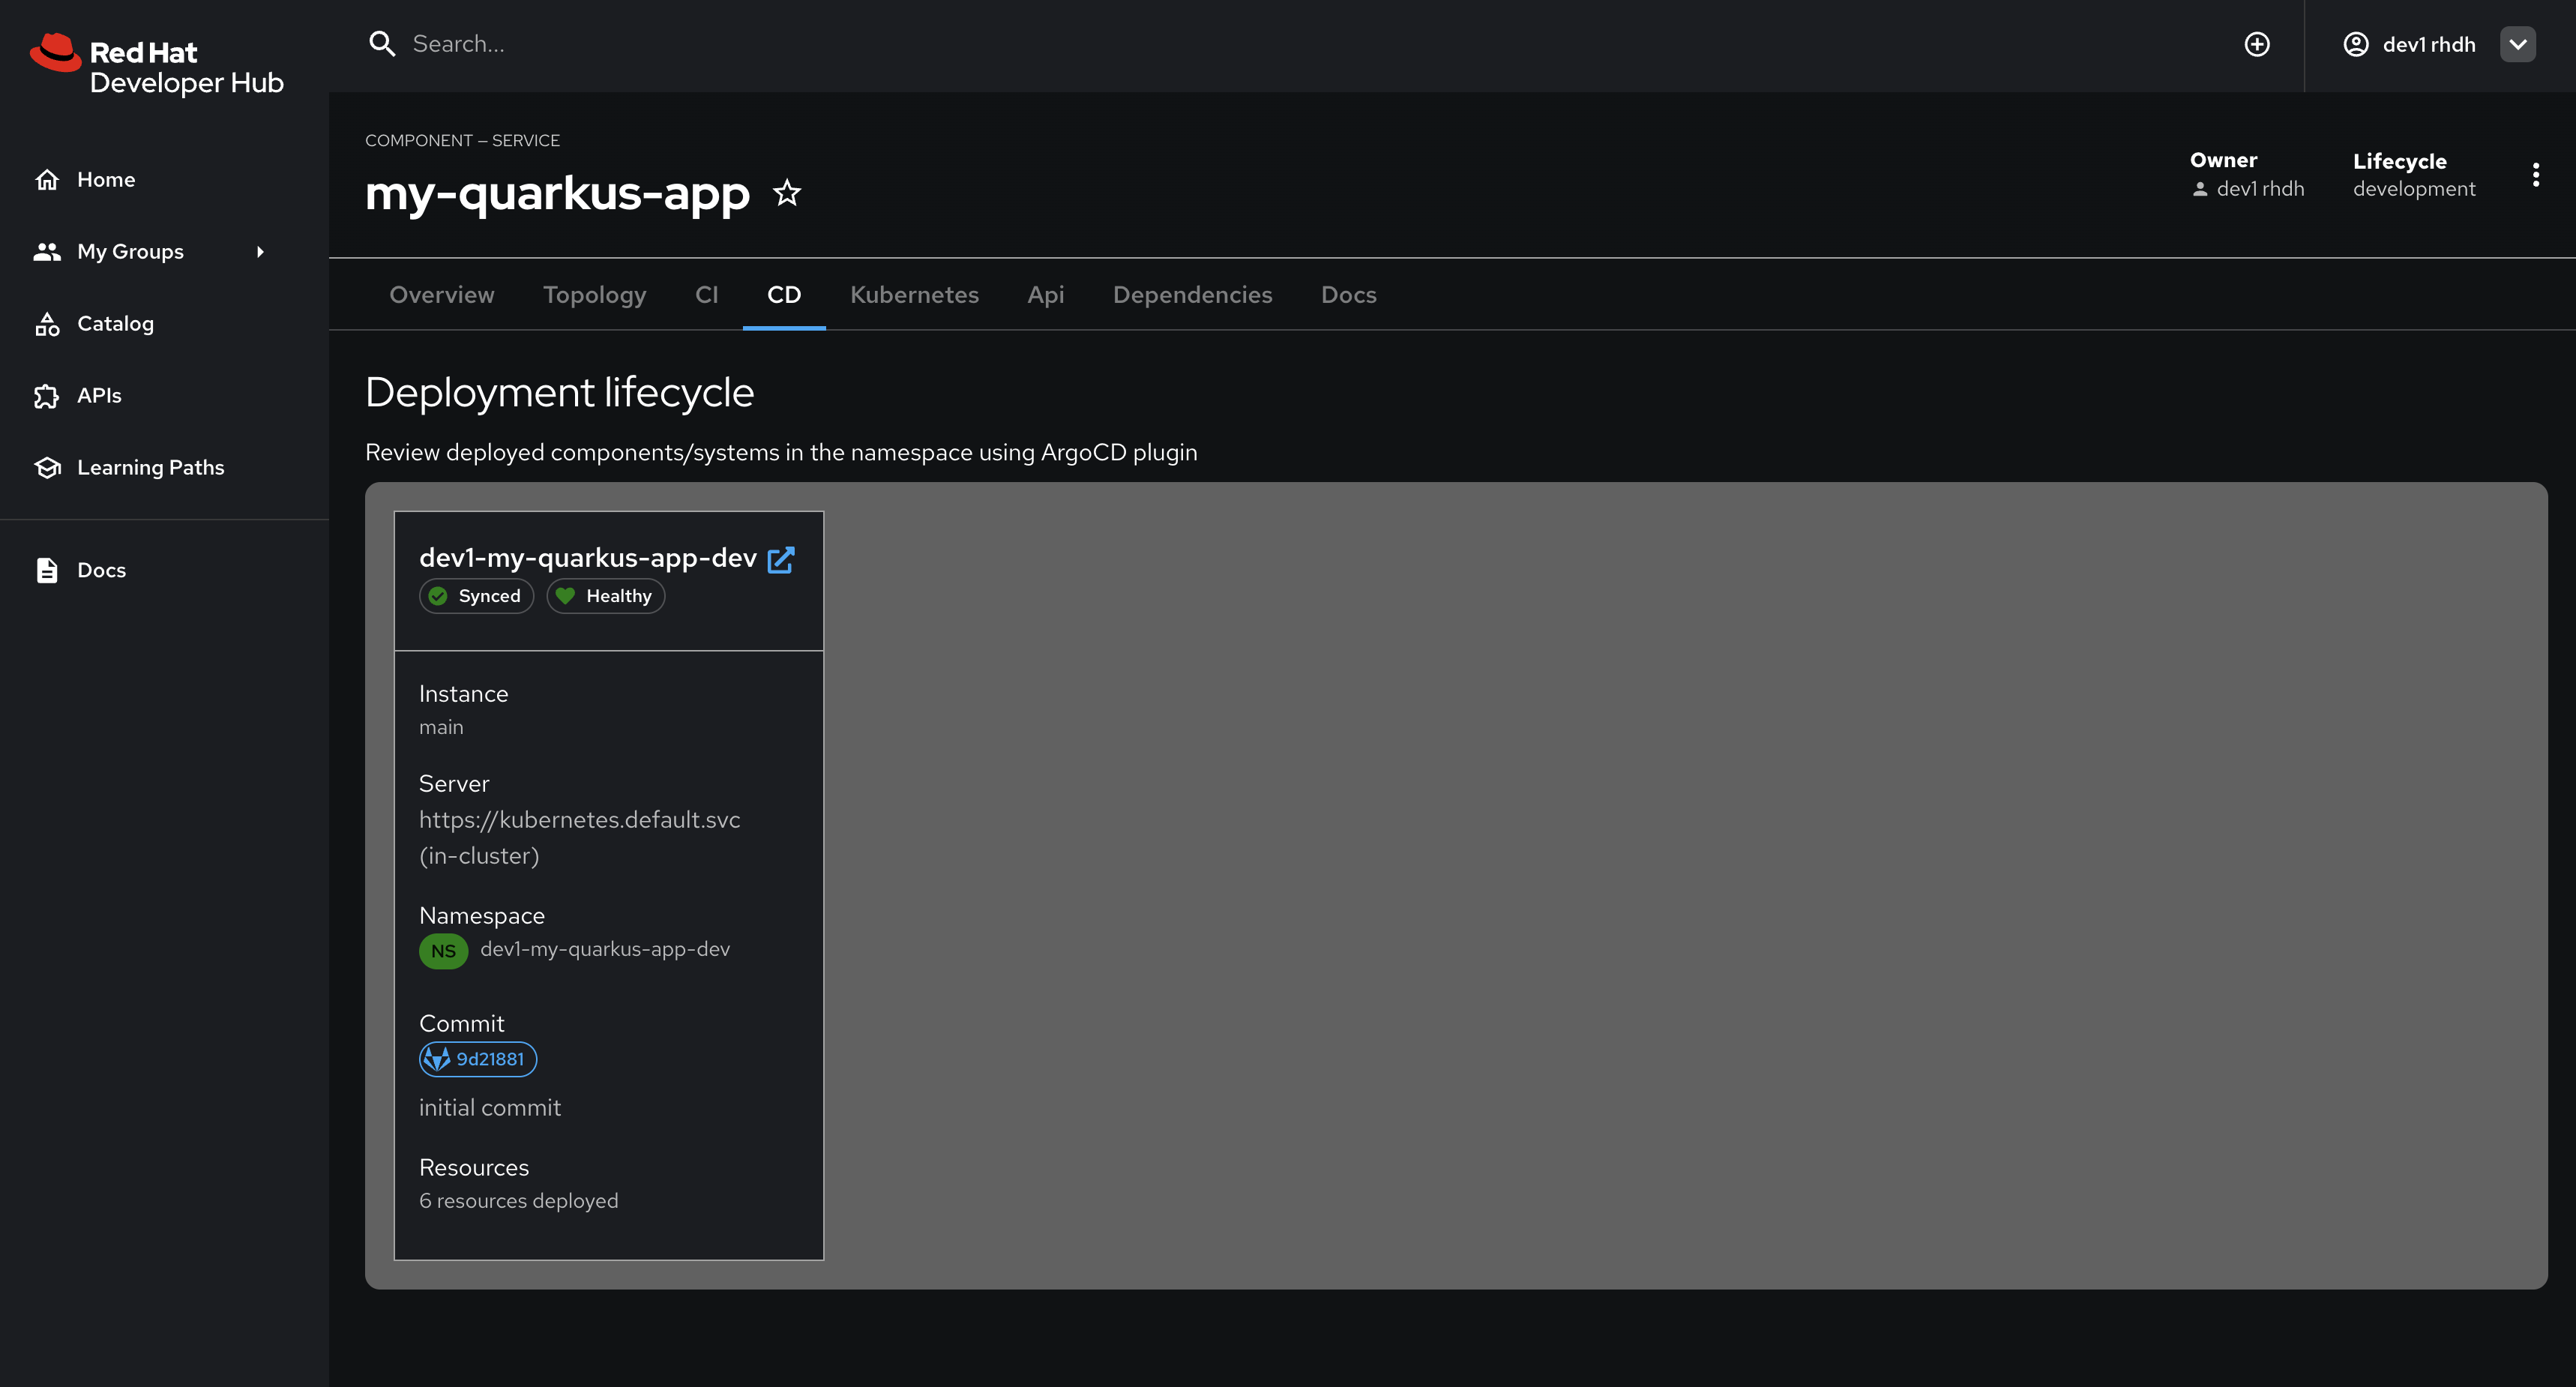 Red Hat
Developer Hub
Search...
dev1 rhdh
Home
My Groups
Catalog
APIs
Learning Paths
Docs
COMPONENT — SERVICE
my-quarkus-app
Owner
dev1 rhdh
Lifecycle
development
Overview Topology CI CD Kubernetes Api Dependencies Docs
Deployment lifecycle
Review deployed components/systems in the namespace using ArgoCD plugin
dev1-my-quarkus-app-dev
Synced Healthy
Instance
main
Server
https://kubernetes.default.svc
(in-cluster)
Namespace
NS dev1-my-quarkus-app-dev
Commit
9d21881
initial commit
Resources
6 resources deployed